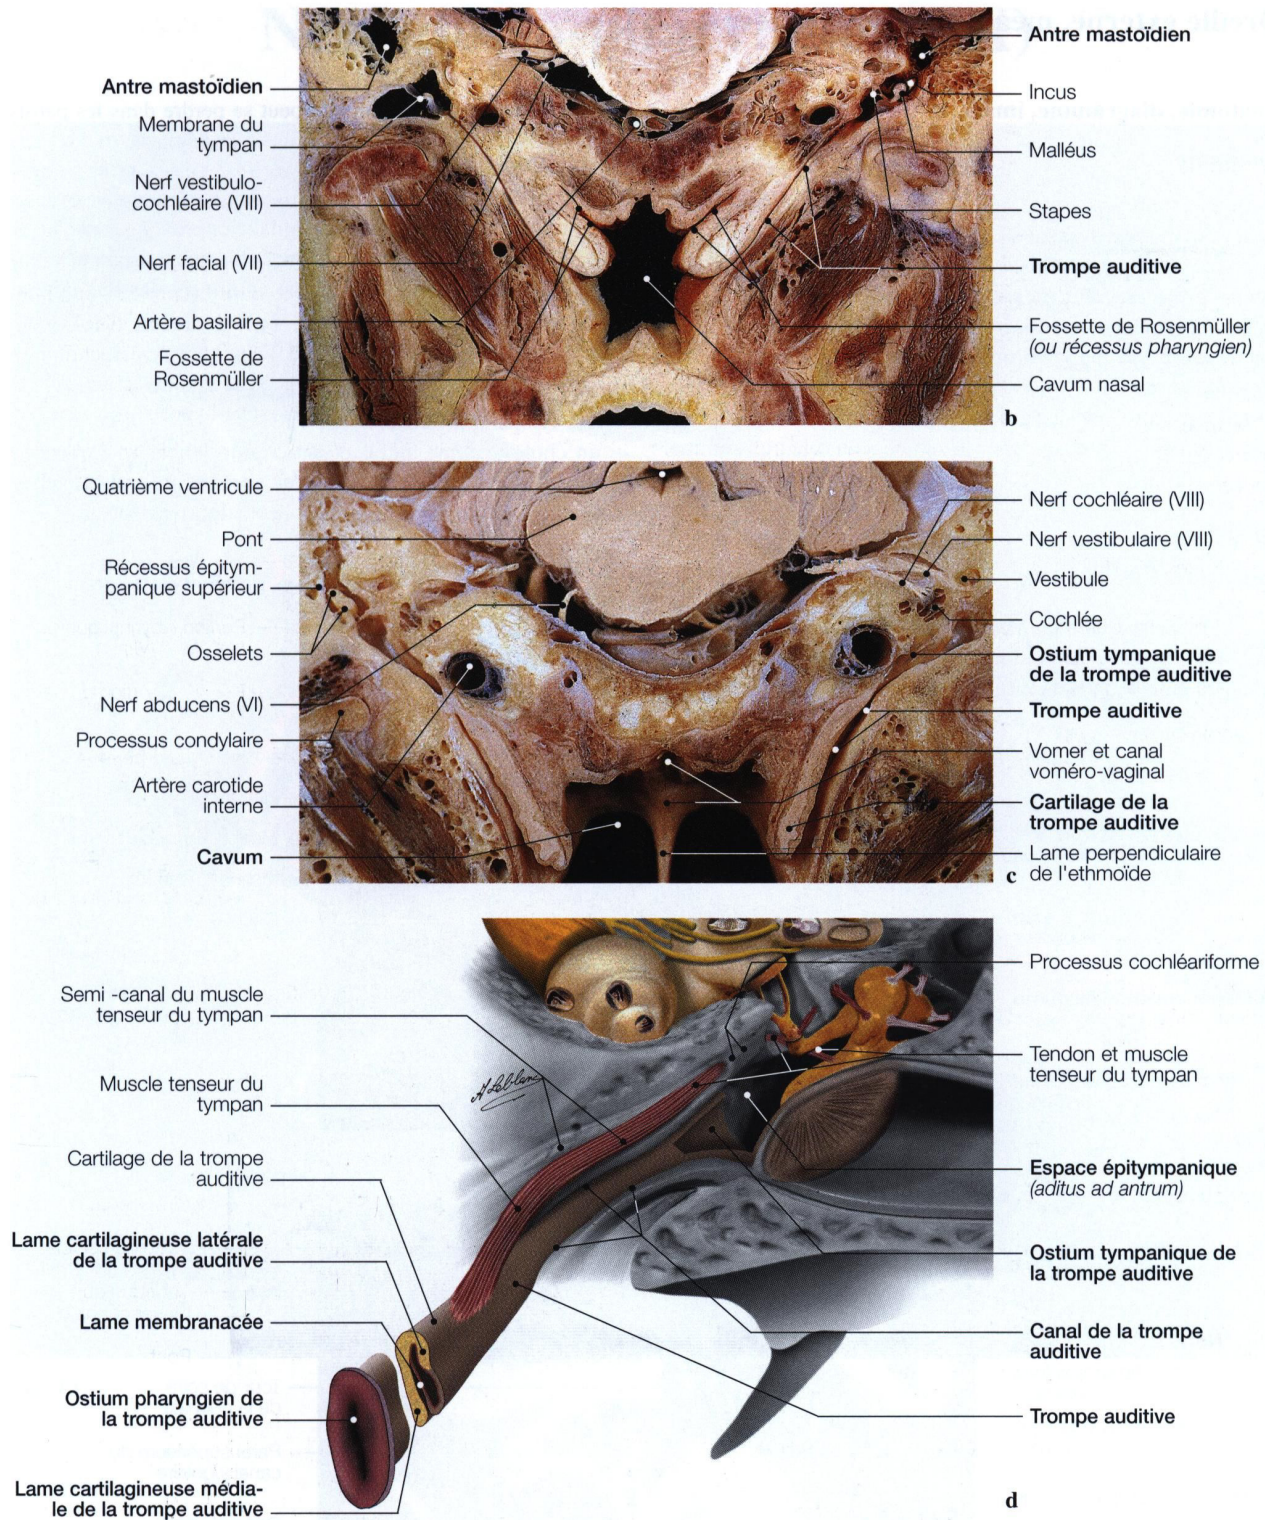 Antre mastoïdien
Membrane du
tympan
Nerf vestibulo-
cochléaire (VIII)
Nerf facial (VII)
Artère basilaire
Fossette de
Rosenmüller
Antre mastoïdien
Incus
Malléus
Stapes
Trompe auditive
Fossette de Rosenmüller
(ou récessus pharyngien)
Cavum nasal
b
Quatrième ventricule
Pont
Récessus épitym-
panique supérieur
Osselets
Nerf abducens (VI)
Processus condylaire
Artère carotide
interne
Cavum
Nerf cochléaire (VIII)
Nerf vestibulaire (VIII)
Vestibule
Cochlée
Ostium tympanique
de la trompe auditive
Trompe auditive
Vomer et canal
voméro-vaginal
Cartilage de la
trompe auditive
Lame perpendiculaire
de l'ethmoïde
c
Semi -canal du muscle
tenseur du tympan
Muscle tenseur du
tympan
Cartilage de la trompe
auditive
Lame cartilagineuse latérale
de la trompe auditive
Lame membranacée
Ostium pharyngien de
la trompe auditive
Lame cartilagineuse média-
le de la trompe auditive
A Leblanc
Processus cochléariforme
Tendon et muscle
tenseur du tympan
Espace épitympanique
(aditus ad antrum)
Ostium tympanique de
la trompe auditive
Canal de la trompe
auditive
Trompe auditive
d